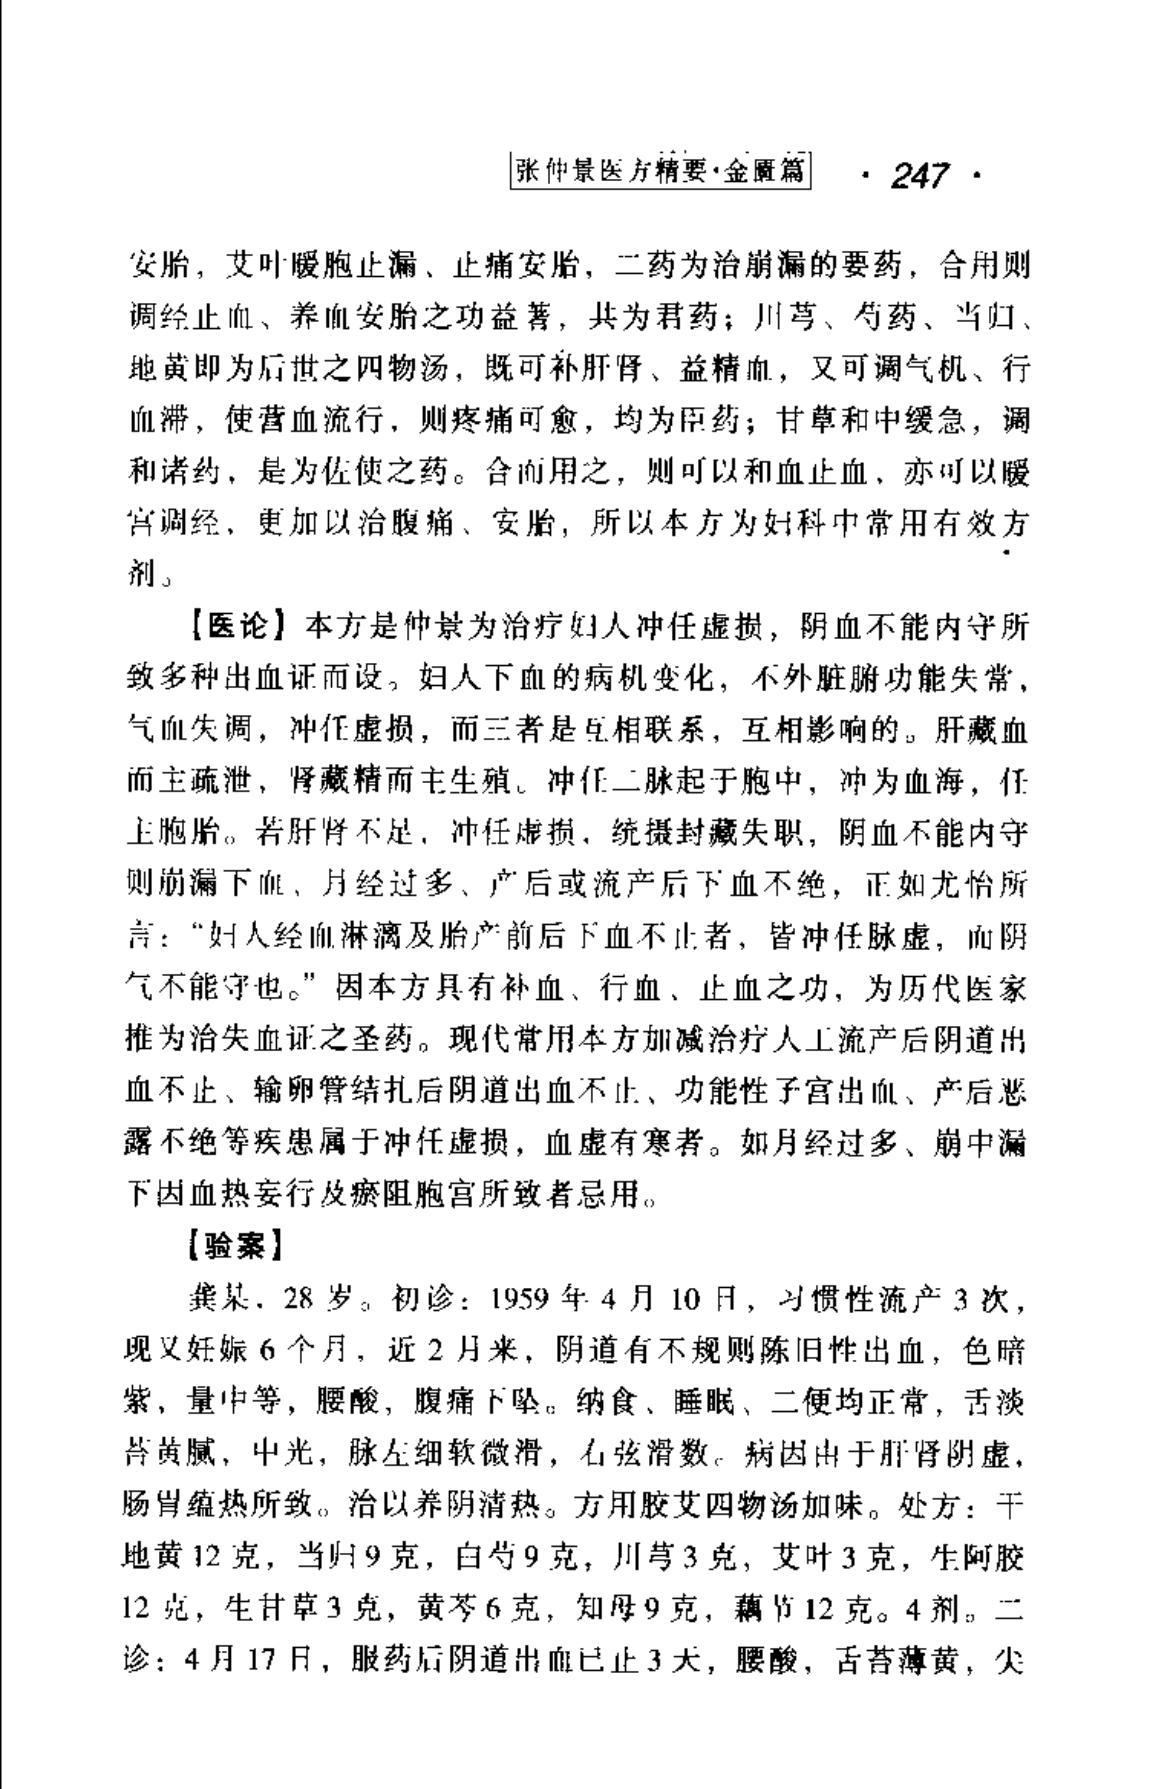 张仲景医方精要·金匮篇 · 247 ·
安胎，艾叶暖胞止漏、止痛安胎，二药为治崩漏的要药，合用则
调经止血、养血安胎之功益著，共为君药；川芎、芍药、当归、
地黄即为后世之四物汤，既可补肝肾、益精血，又可调气机、行
血滞，使营血流行，则疼痛可愈，均为臣药；甘草和中缓急，调
和诸药，是为佐使之药。合而用之，则可以和血止血，亦可以暖
宫调经，更加以治腹痛、安胎，所以本方为妇科中常用有效方
剂。
【医论】本方是仲景为治疗妇人冲任虚损，阴血不能内守所
致多种出血证而设。妇人下血的病机变化，不外脏腑功能失常，
气血失调，冲任虚损，而三者是互相联系，互相影响的。肝藏血
而主疏泄，肾藏精而主生殖。冲任二脉起于胞中，冲为血海，任
主胞胎。若肝肾不足，冲任虚损，统摄封藏失职，阴血不能内守
则崩漏下血、月经过多、产后或流产后下血不绝，正如尤怡所
言：“妇人经血淋漓及胎产前后下血不止者，皆冲任脉虚，而阴
气不能守也。”因本方具有补血、行血、止血之功，为历代医家
推为治失血证之圣药。现代常用本方加减治疗人工流产后阴道出
血不止、输卵管结扎后阴道出血不止、功能性子宫出血、产后恶
露不绝等疾患属于冲任虚损，血虚有寒者。如月经过多、崩中漏
下因血热妄行及瘀阻胞宫所致者忌用。
【验案】
龚某，28 岁。初诊：1959 年 4 月 10 日，习惯性流产 3 次，
现又妊娠 6 个月，近 2 月来，阴道有不规则陈旧性出血，色暗
紫，量中等，腰酸，腹痛下坠。纳食、睡眠、二便均正常，舌淡
苔黄腻，中光，脉左细软微滑，右弦滑数。病因由于肝肾阴虚，
肠胃蕴热所致。治以养阴清热。方用胶艾四物汤加味。处方：干
地黄 12 克，当归 9 克，白芍 9 克，川芎 3 克，艾叶 3 克，生阿胶
12 克，生甘草 3 克，黄芩 6 克，知母 9 克，藕节 12 克。4 剂。二
诊：4 月 17 日，服药后阴道出血已止 3 天，腰酸，舌苔薄黄，尖